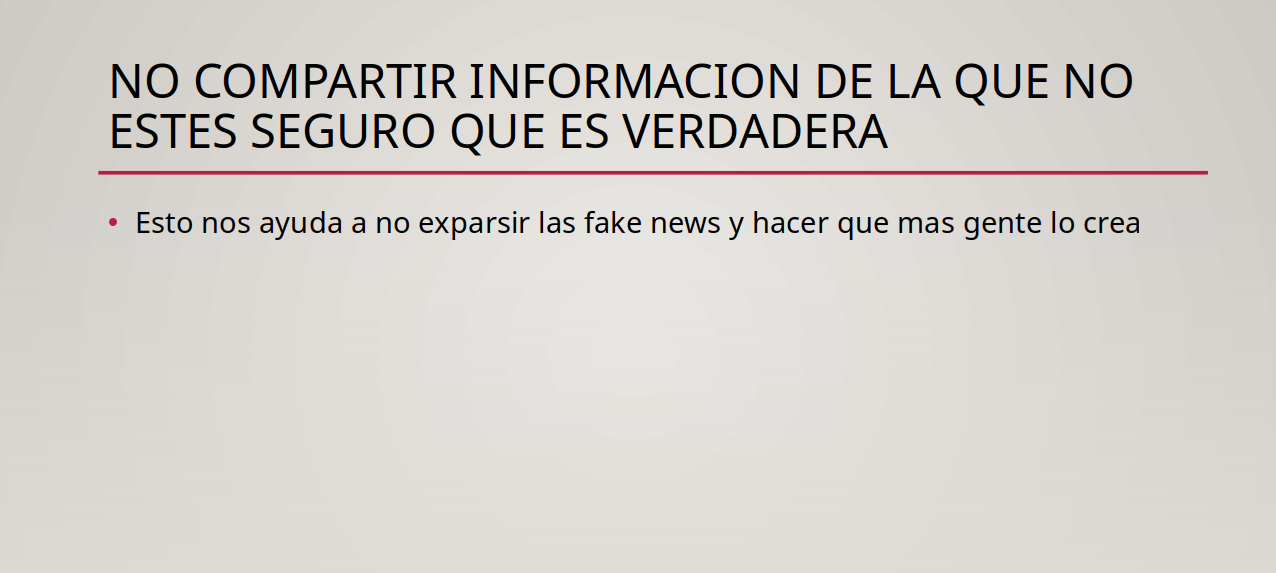 NO COMPARTIR INFORMACION DE LA QUE NO
ESTES SEGURO QUE ES VERDADERA
• Esto nos ayuda a no exparsir las fake news y hacer que mas gente lo crea